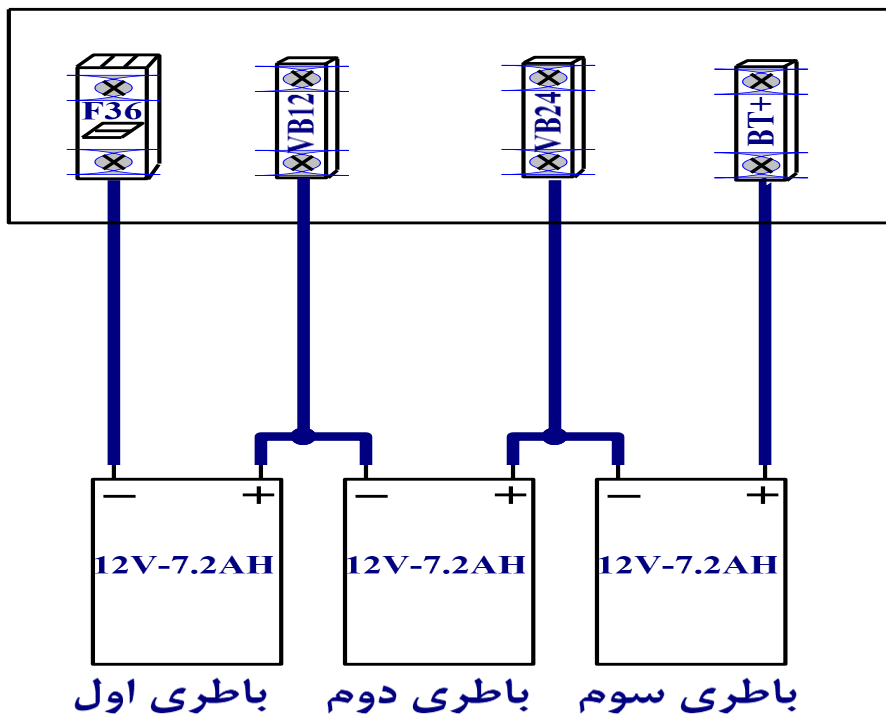 F36 VB12 VB24 BT+
— + — + — +
12V-7.2AH 12V-7.2AH 12V-7.2AH
باطری اول باطری دوم باطری سوم